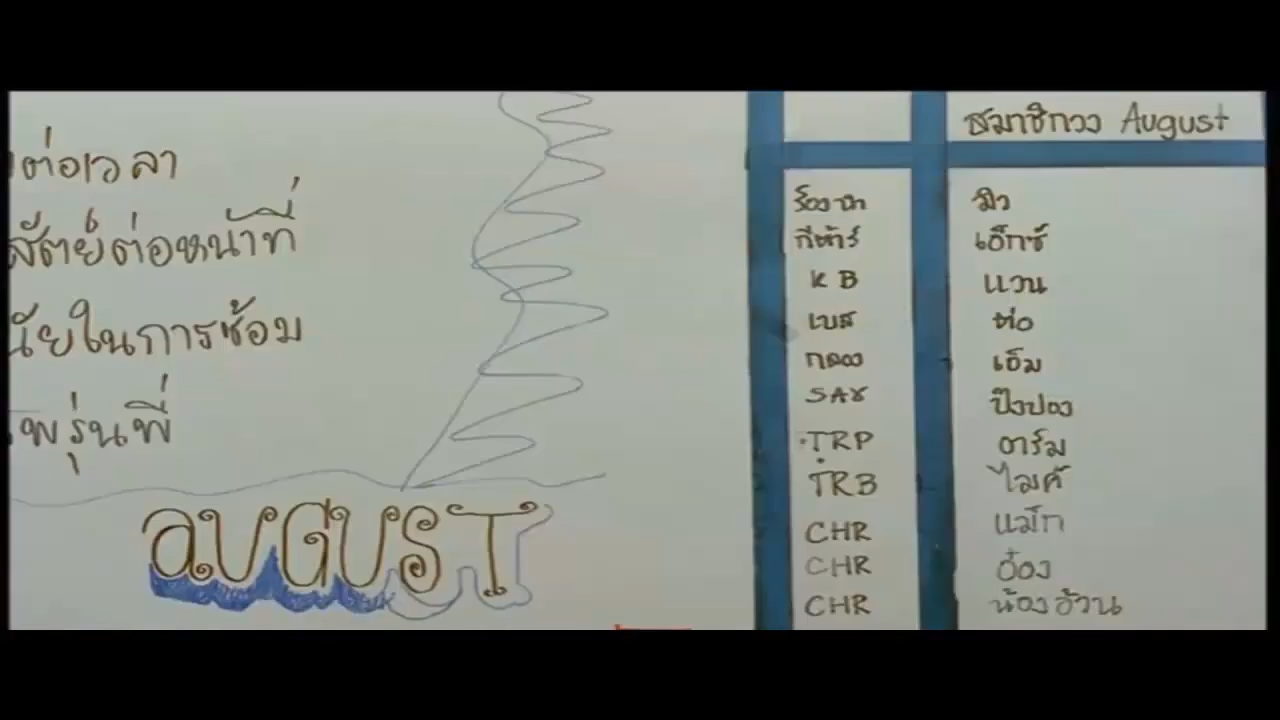 ต่อเวลา
สัตย์ต่อหน้าที่
นัยในการซ้อม
พรุ่นพี่
august
สมาชิกวง August
ร้องนำ มิว
กีต้าร์ เอ็กซ์
KB แวน
เบส ต่อ
กลอง เอ็ม
SAX ปิงปอง
TRP อาร์ม
TRB ไมค์
CHR แม็ก
CHR อ๋อง
CHR น้องอ้วน